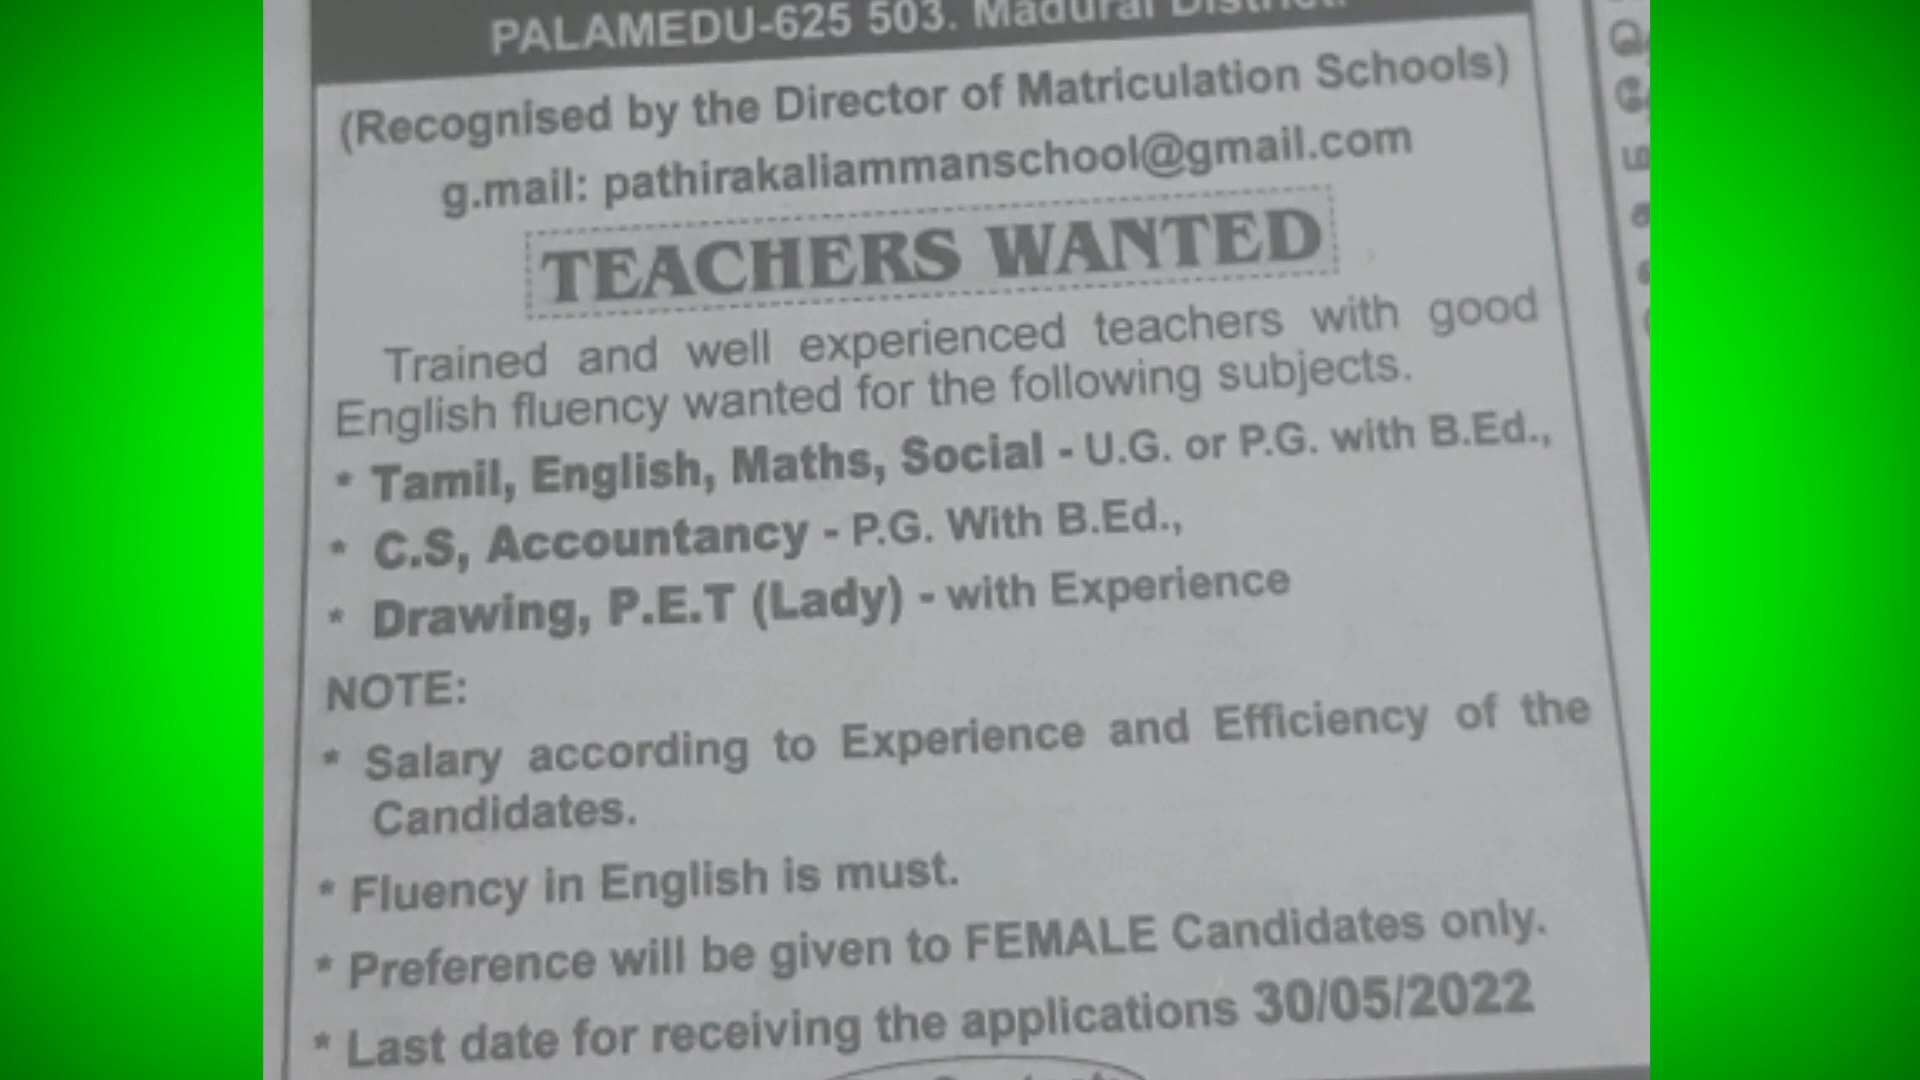 PALAMEDU-625 503. Madurai District.
(Recognised by the Director of Matriculation Schools)
g.mail: pathirakaliammanschool@gmail.com
TEACHERS WANTED
Trained and well experienced teachers with good
English fluency wanted for the following subjects.
* Tamil, English, Maths, Social - U.G. or P.G. with B.Ed.,
* C.S, Accountancy - P.G. With B.Ed.,
* Drawing, P.E.T (Lady) - with Experience
NOTE:
* Salary according to Experience and Efficiency of the
Candidates.
* Fluency in English is must.
* Preference will be given to FEMALE Candidates only.
* Last date for receiving the applications 30/05/2022